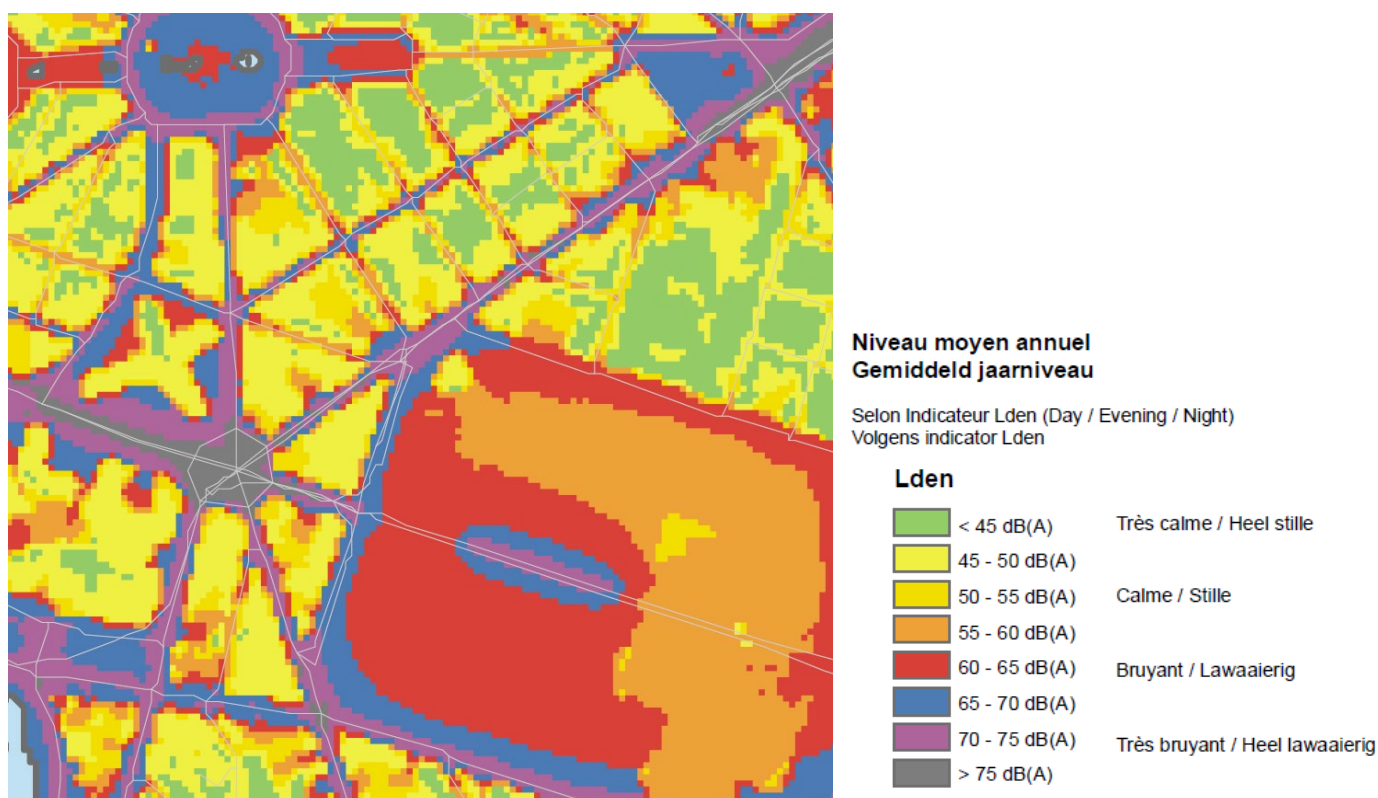 Niveau moyen annuel
Gemiddeld jaarniveau
Selon Indicateur Lden (Day / Evening / Night)
Volgens indicator Lden
Lden
< 45 dB(A) Très calme / Heel stille
45 - 50 dB(A)
50 - 55 dB(A) Calme / Stille
55 - 60 dB(A)
60 - 65 dB(A) Bruyant / Lawaaierig
65 - 70 dB(A)
70 - 75 dB(A) Très bruyant / Heel lawaaierig
> 75 dB(A)